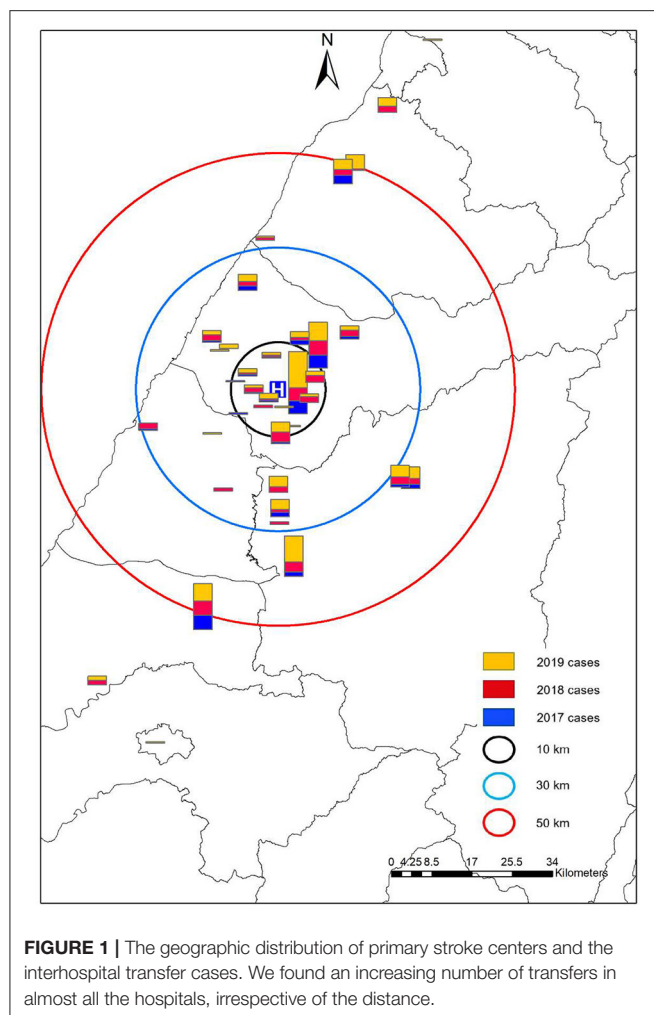 N
H
2019 cases
2018 cases
2017 cases
10 km
30 km
50 km
0 4.25 8.5 17 25.5 34
Kilometers
FIGURE 1 | The geographic distribution of primary stroke centers and the
interhospital transfer cases. We found an increasing number of transfers in
almost all the hospitals, irrespective of the distance.